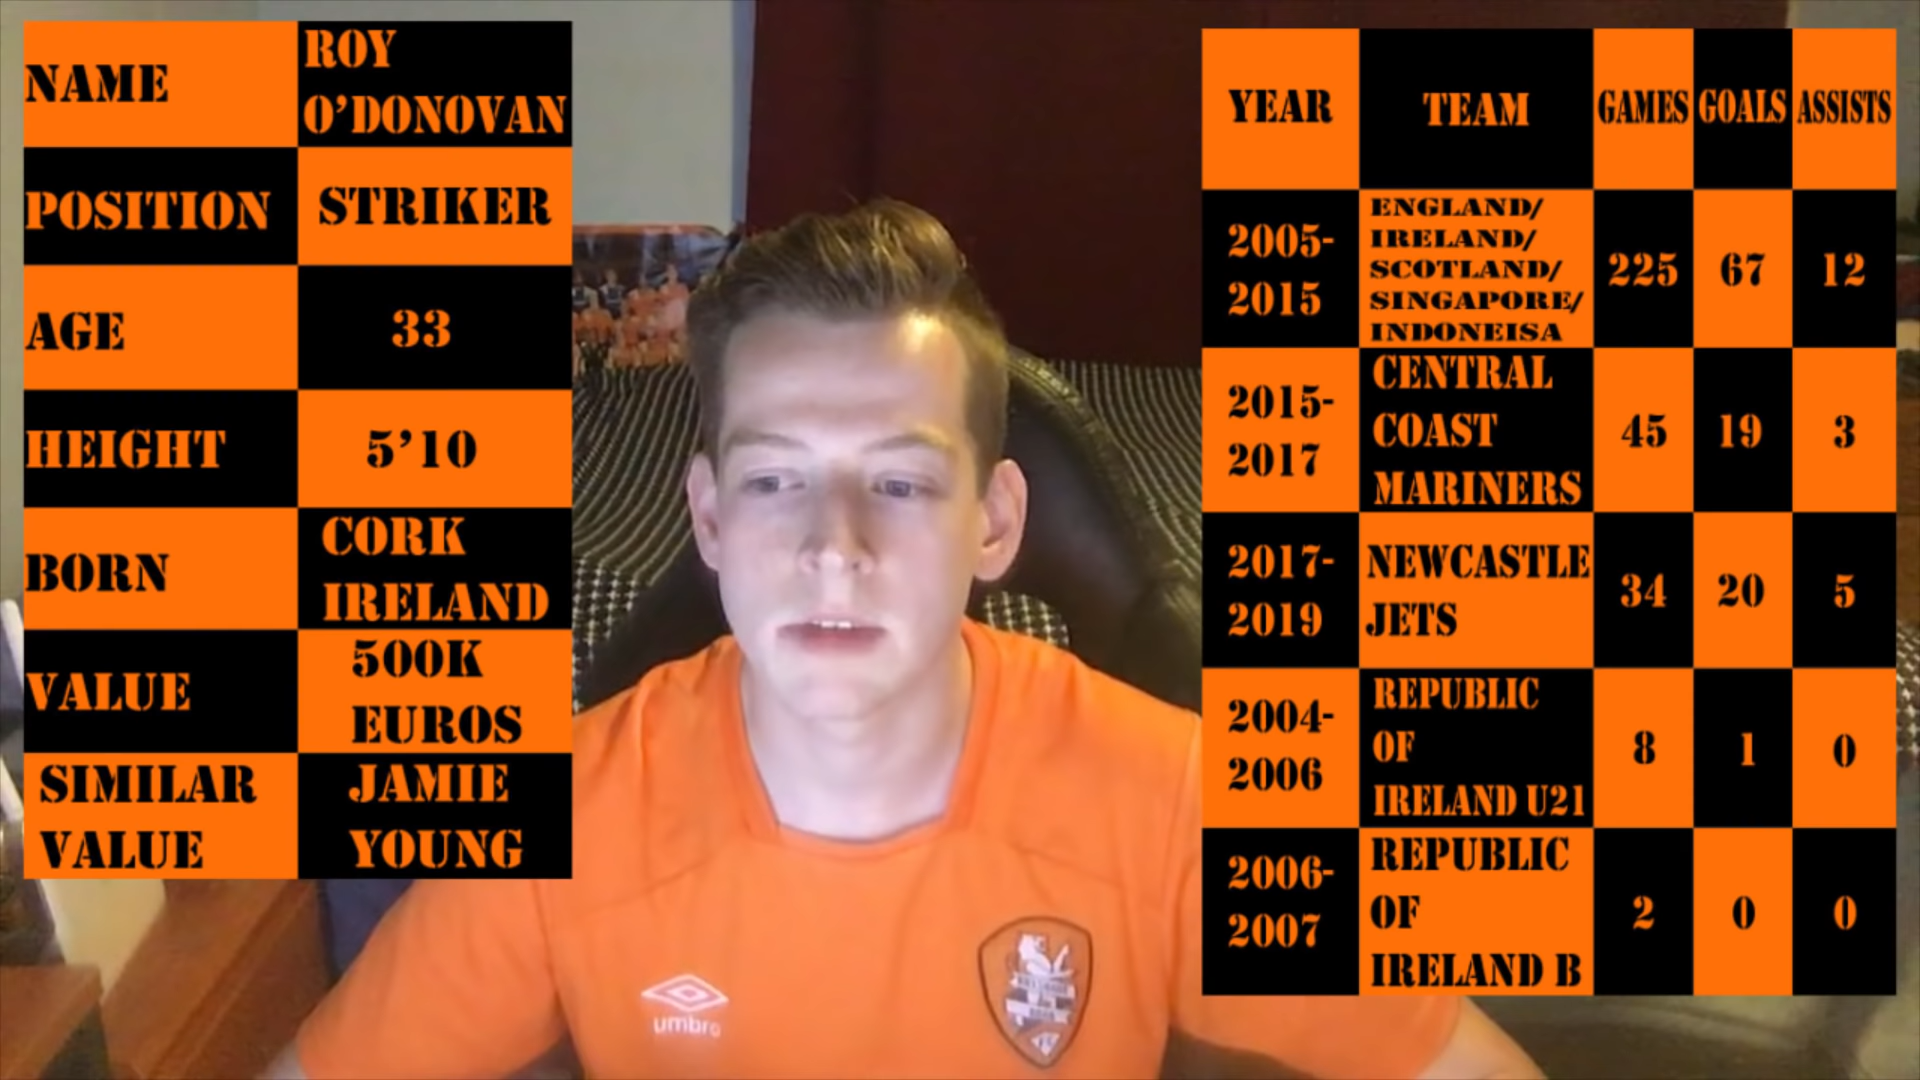 NAME
ROY
O'DONOVAN
POSITION
STRIKER
AGE
33
HEIGHT
5'10
BORN
CORK
IRELAND
VALUE
500K
EUROS
SIMILAR
VALUE
JAMIE
YOUNG
YEAR TEAM GAMES GOALS ASSISTS
2005-
2015
ENGLAND/
IRELAND/
SCOTLAND/
SINGAPORE/
INDONEISA
225 67 12
2015-
2017
CENTRAL
COAST
MARINERS
45 19 3
2017-
2019
NEWCASTLE
JETS
34 20 5
2004-
2006
REPUBLIC
OF
IRELAND U21
8 1 0
2006-
2007
REPUBLIC
OF
IRELAND B
2 0 0
umbro